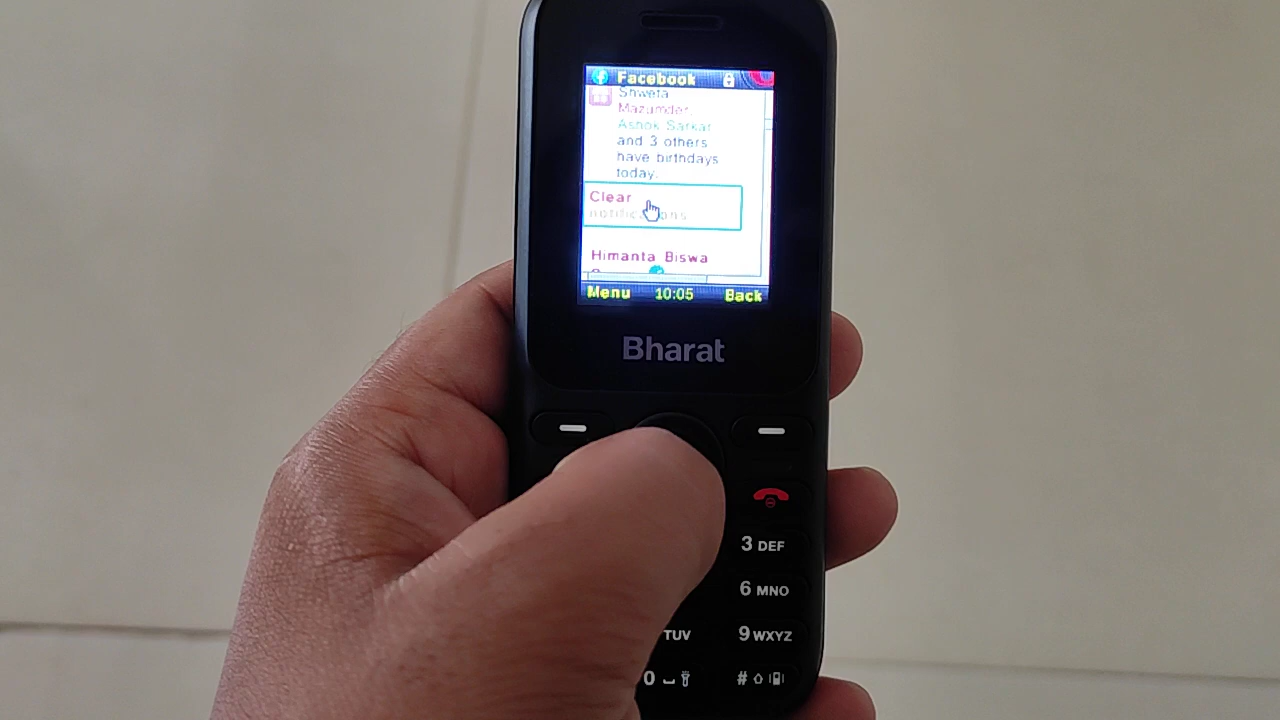 Facebook
Shweta
Mazumder,
Ashok Sarkar
and 3 others
have birthdays
today.
Clear
notifications
Himanta Biswa
Menu 10:05 Back
Bharat
3 DEF
6 MNO
TUV 9 WXYZ
0 #